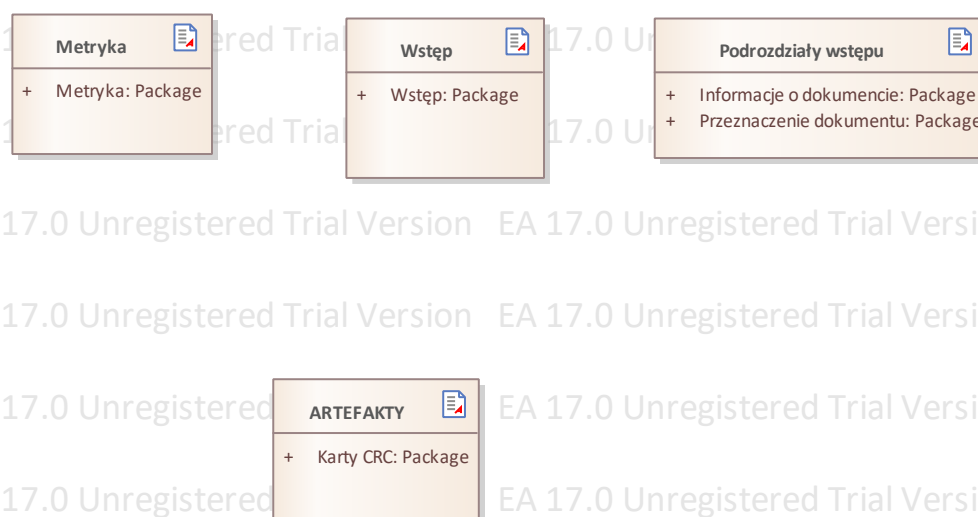 Metryka
+ Metryka: Package
Wstęp
+ Wstęp: Package
Podrozdziały wstępu
+ Informacje o dokumencie: Package
+ Przeznaczenie dokumentu: Package
17.0 Unregistered Trial Version EA 17.0 Unregistered Trial Versi
17.0 Unregistered Trial Version EA 17.0 Unregistered Trial Versi
ARTEFAKTY
+ Karty CRC: Package
17.0 Unregistered EA 17.0 Unregistered Trial Versi
17.0 Unregistered EA 17.0 Unregistered Trial Versi